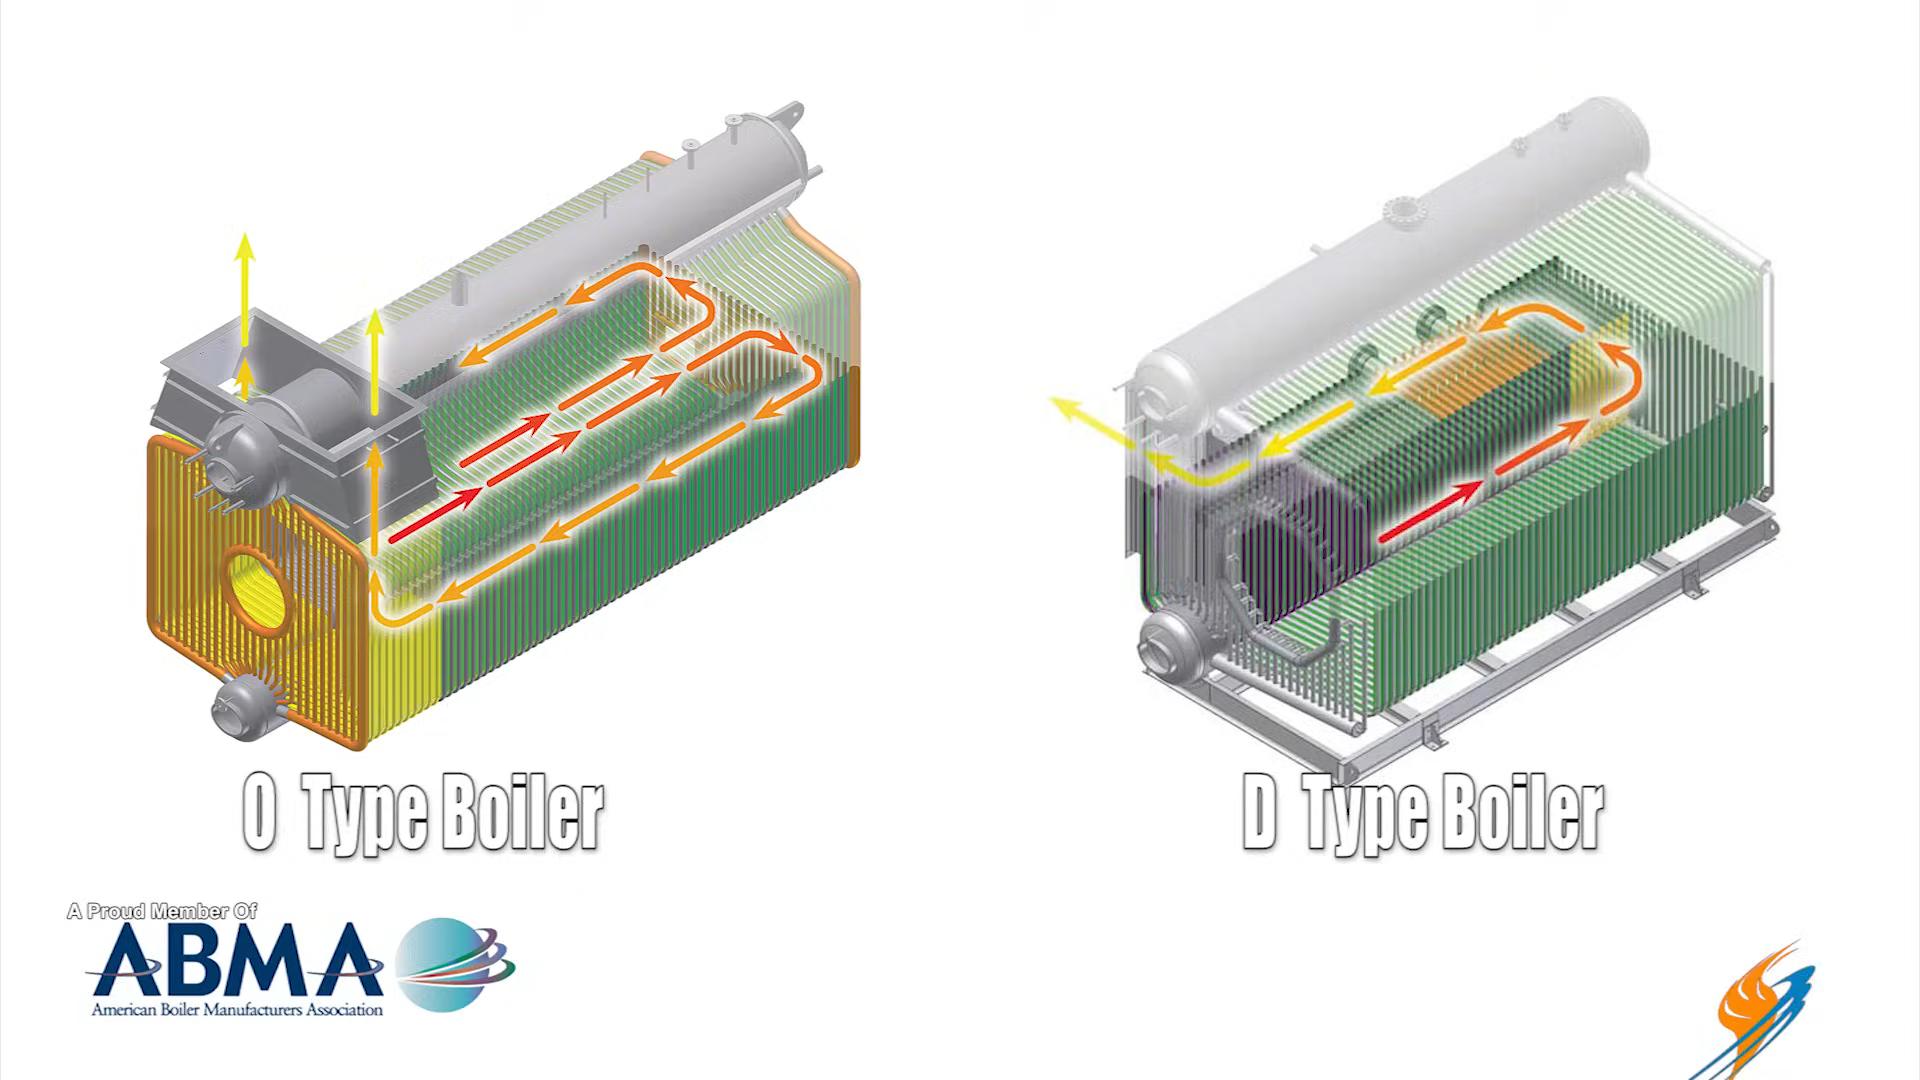 O Type Boiler
D Type Boiler
A Proud Member Of
ABMA
American Boiler Manufacturers Association